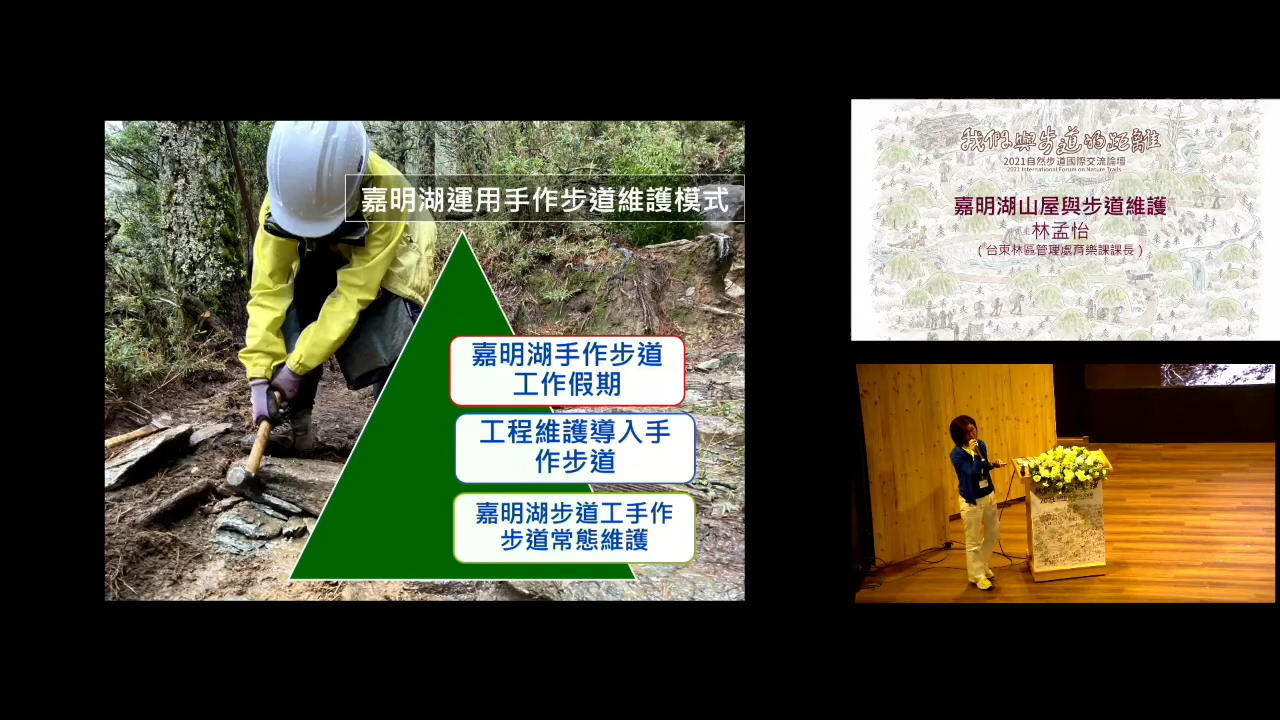 嘉明湖運用手作步道維護模式
嘉明湖手作步道
工作假期
工程維護導入手
作步道
嘉明湖步道工手作
步道常態維護
我們與步道的距離
2021自然步道國際交流論壇
2021 International Forum on Nature Trails
嘉明湖山屋與步道維護
林孟怡
(台東林區管理處育樂課課長)